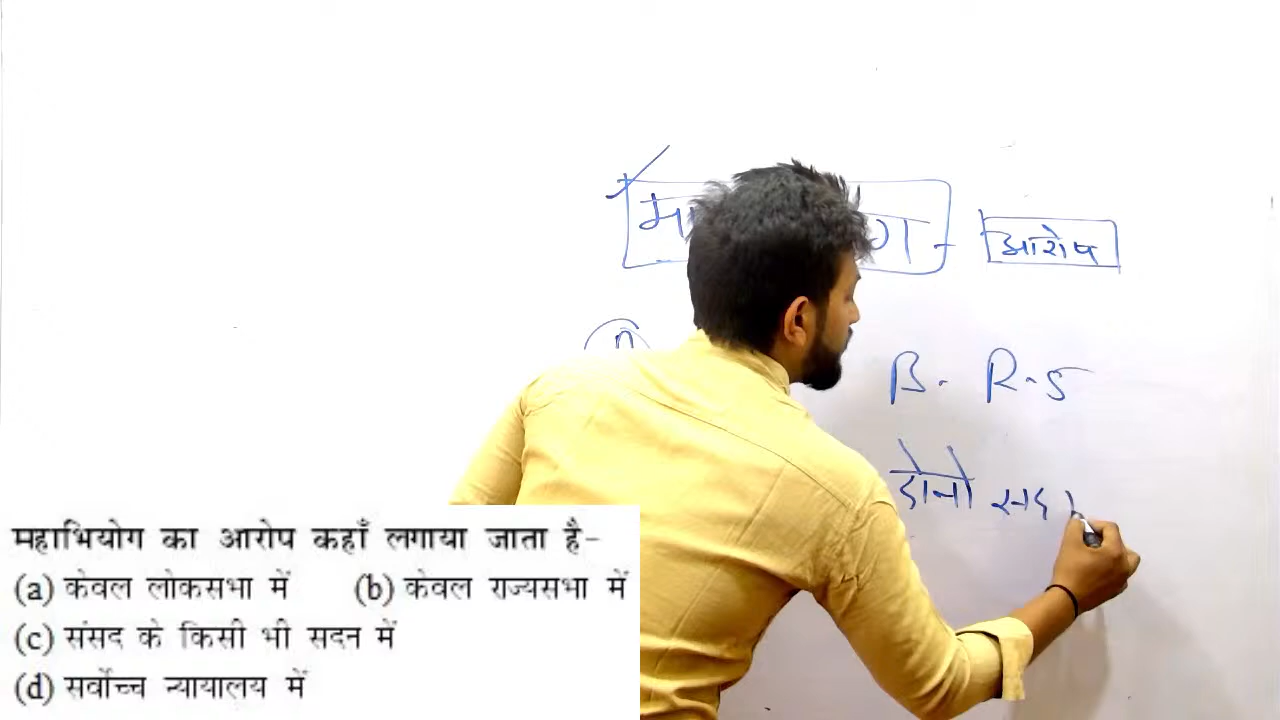 आरोप
B. R.S
दोनो सद
महाभियोग का आरोप कहाँ लगाया जाता है–
(a) केवल लोकसभा में (b) केवल राज्यसभा में
(c) संसद के किसी भी सदन में
(d) सर्वोच्च न्यायालय में